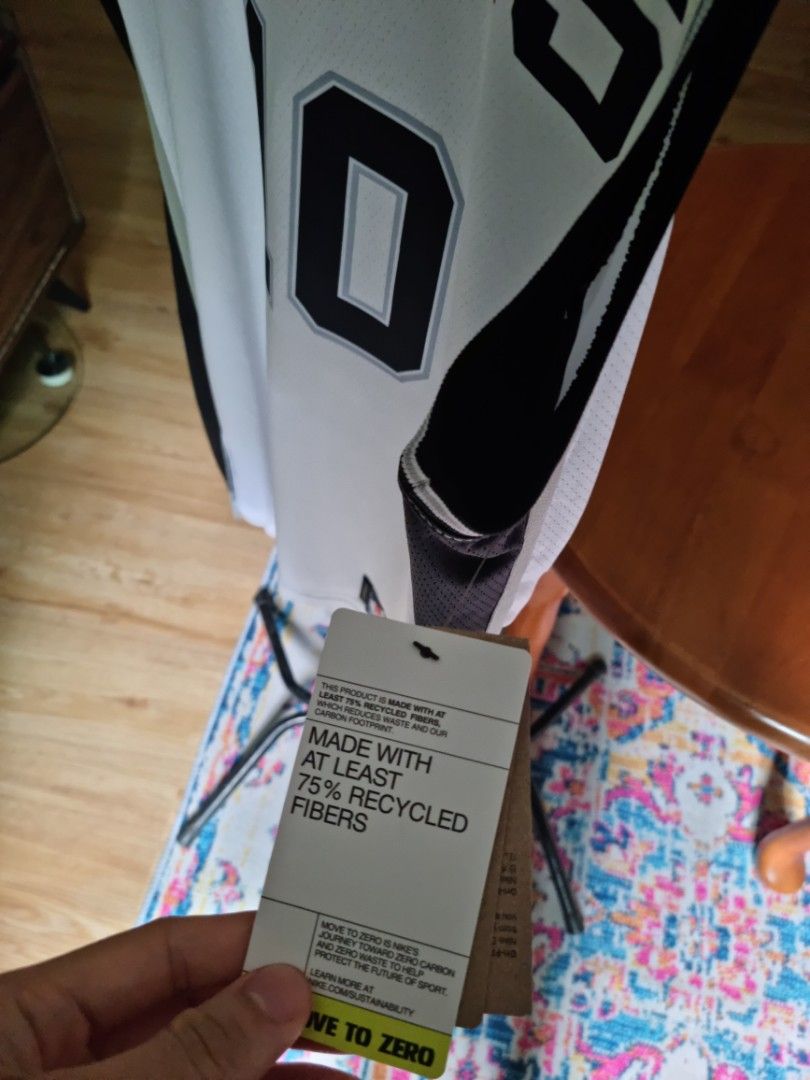 0
THIS PRODUCT IS MADE WITH AT
LEAST 75% RECYCLED FIBERS,
WHICH REDUCES WASTE AND OUR
CARBON FOOTPRINT.
MADE WITH
AT LEAST
75% RECYCLED
FIBERS
MOVE TO ZERO IS NIKE'S
JOURNEY TOWARD ZERO CARBON
AND ZERO WASTE TO HELP
PROTECT THE FUTURE OF SPORT.
LEARN MORE AT
NIKE.COM/SUSTAINABILITY
OVE TO ZERO